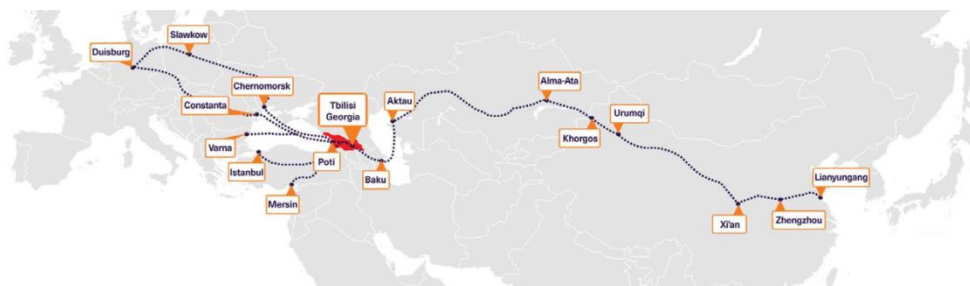 Slawkow
Duisburg
Chernomorsk
Constanta
Tbilisi
Georgia
Aktau
Alma-Ata
Urumqi
Khorgos
Varna
Istanbul
Poti
Baku
Mersin
Lianyungang
Xi'an
Zhengzhou